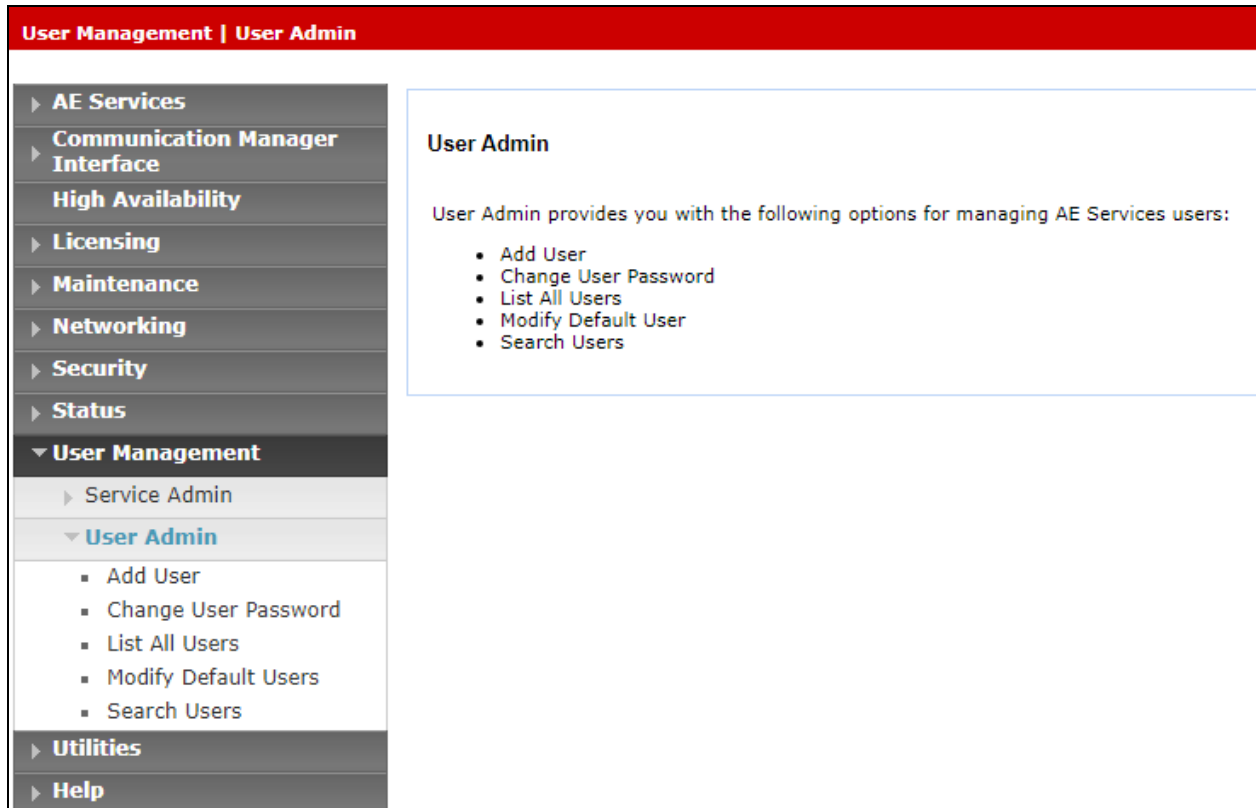 User Management | User Admin
AE Services
Communication Manager
Interface
High Availability
Licensing
Maintenance
Networking
Security
Status
User Management
Service Admin
User Admin
Add User
Change User Password
List All Users
Modify Default Users
Search Users
Utilities
Help
User Admin
User Admin provides you with the following options for managing AE Services users:
Add User
Change User Password
List All Users
Modify Default User
Search Users